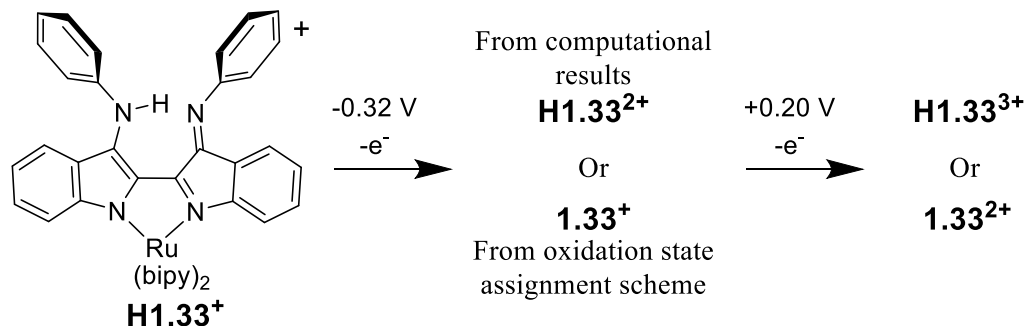 +
N
H
N
N
N
Ru
(bipy)2
H1.33+
-0.32 V
-e-
From computational
results
H1.332+
Or
1.33+
From oxidation state
assignment scheme
+0.20 V
-e-
H1.333+
Or
1.332+